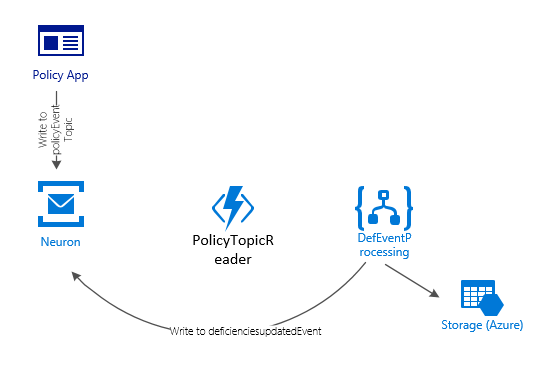 Policy App
Write to
policyEvent
Topic
Neuron
PolicyTopicR
eader
DefEventP
rocessing
Storage (Azure)
Write to deficienciesupdatedEvent